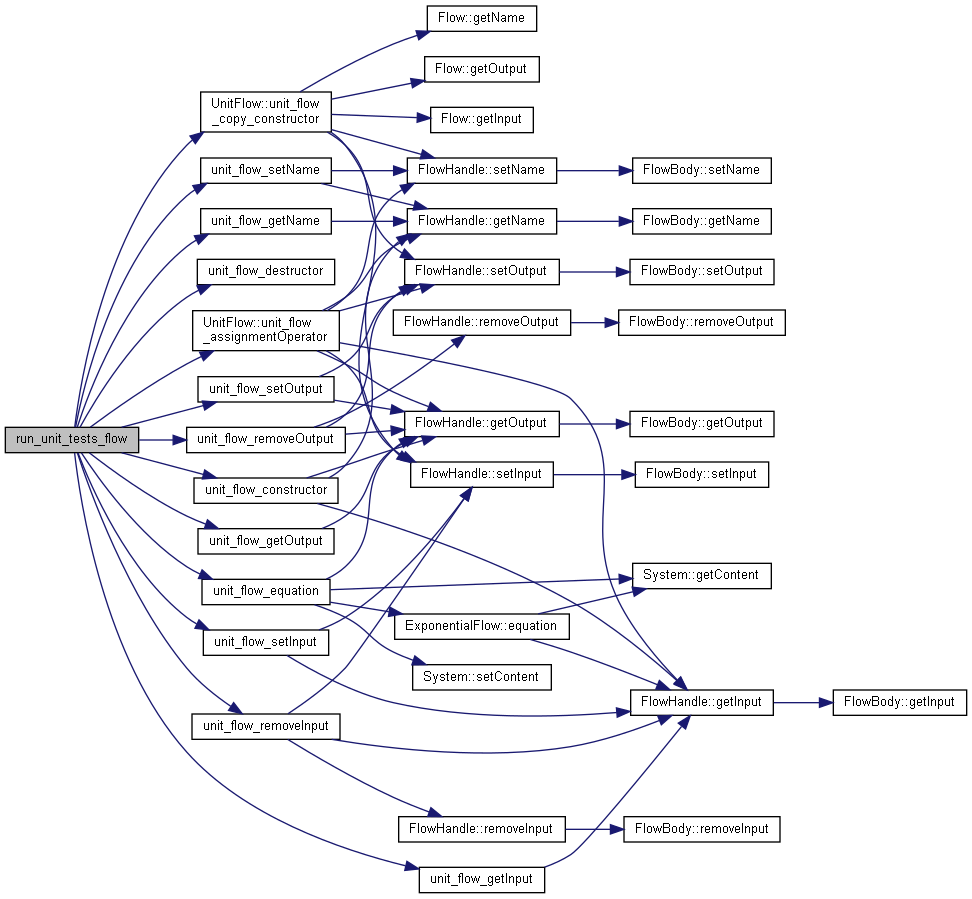 Flow::getName
Flow::getOutput
UnitFlow::unit_flow
_copy_constructor
Flow::getInput
unit_flow_setName
FlowHandle::setName
FlowBody::setName
unit_flow_getName
FlowHandle::getName
FlowBody::getName
unit_flow_destructor
FlowHandle::setOutput
FlowBody::setOutput
UnitFlow::unit_flow
_assignmentOperator
FlowHandle::removeOutput
FlowBody::removeOutput
unit_flow_setOutput
FlowHandle::getOutput
FlowBody::getOutput
run_unit_tests_flow
unit_flow_removeOutput
FlowHandle::setInput
FlowBody::setInput
unit_flow_constructor
unit_flow_getOutput
System::getContent
unit_flow_equation
ExponentialFlow::equation
unit_flow_setInput
System::setContent
FlowHandle::getInput
FlowBody::getInput
unit_flow_removeInput
FlowHandle::removeInput
FlowBody::removeInput
unit_flow_getInput